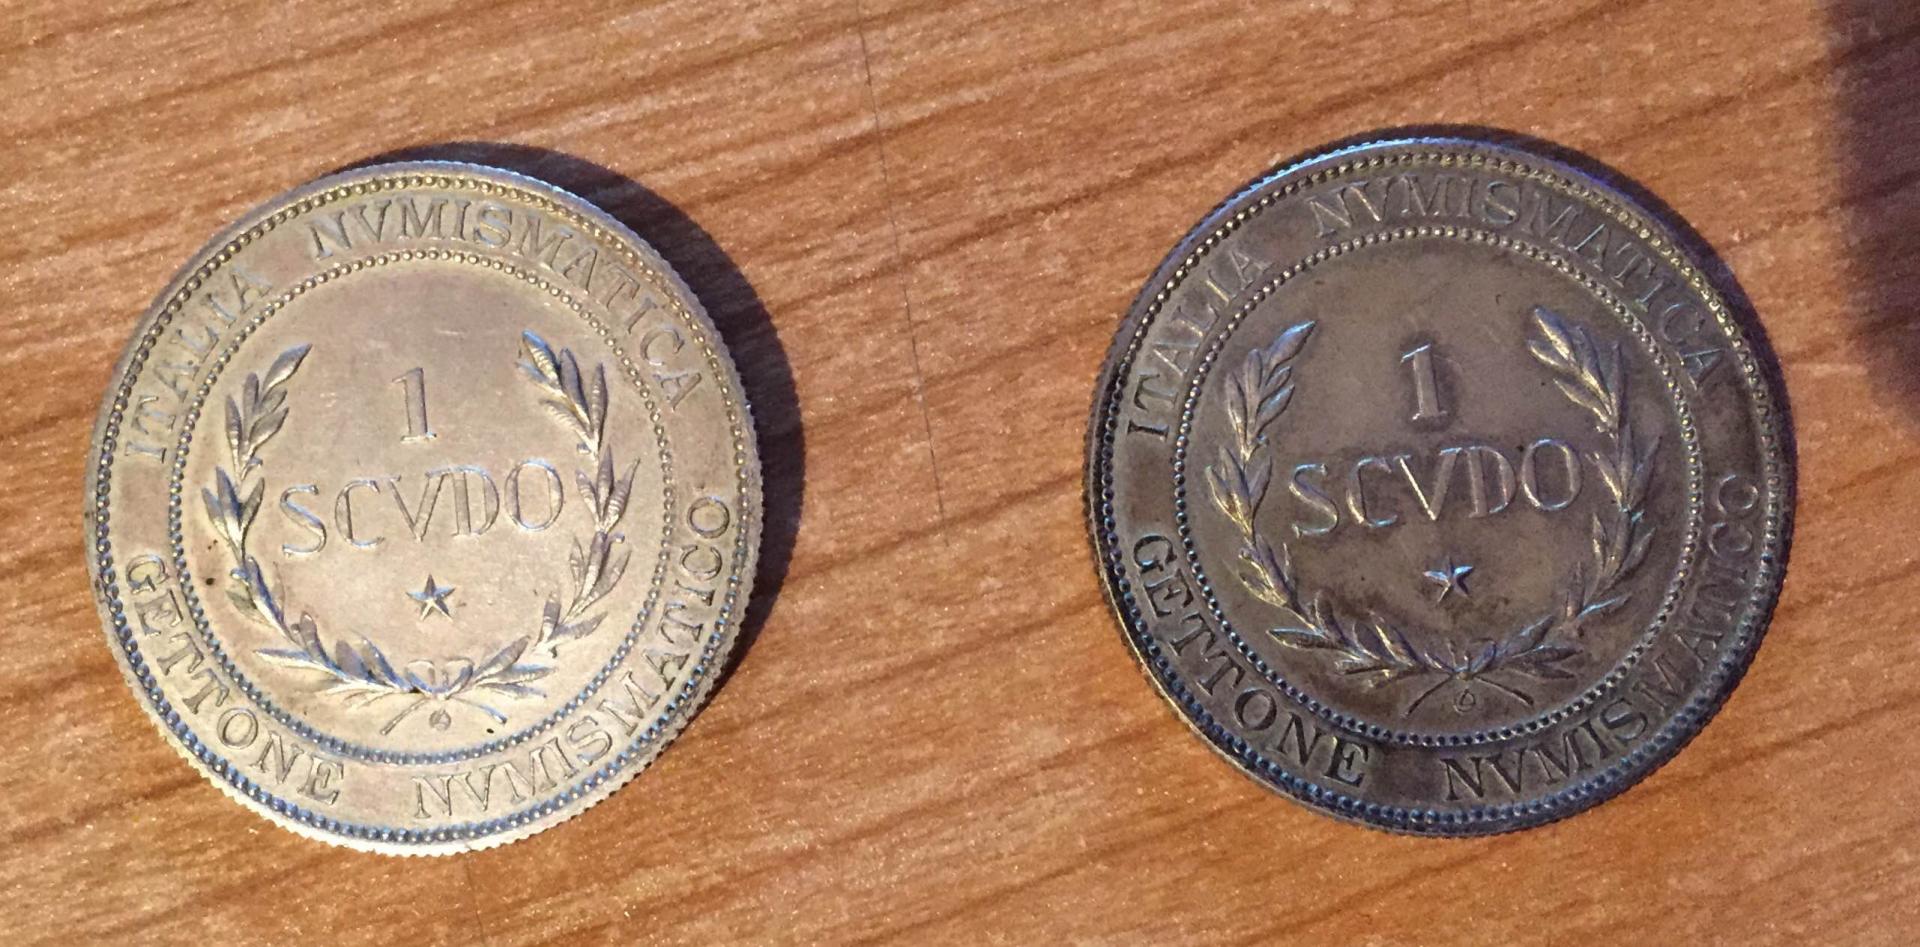 ITALIA NVMISMATICA
1
SCVDO
GETTONE NVMISMATICO
ITALIA NVMISMATICA
1
SCVDO
GETTONE NVMISMATICO